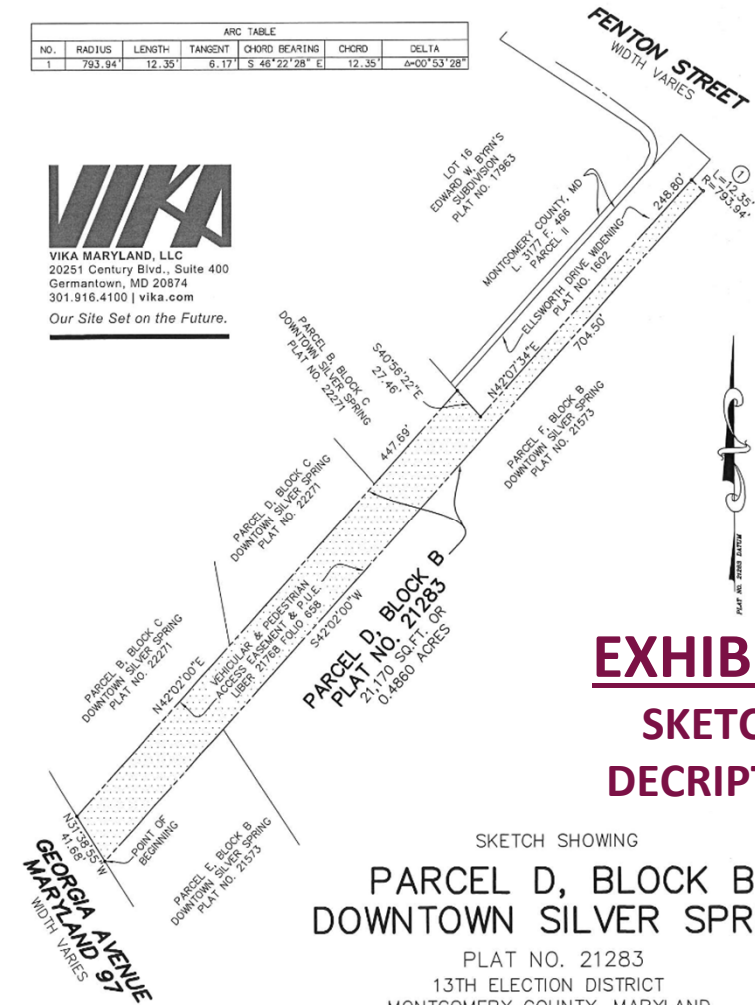 ARC TABLE
NO. RADIUS LENGTH TANGENT CHORD BEARING CHORD DELTA
1 793.94' 12.35' 6.17' S 46°22'28" E 12.35' Δ=00°53'28"
FENTON STREET
WIDTH VARIES
VIKA
VIKA MARYLAND, LLC
20251 Century Blvd., Suite 400
Germantown, MD 20874
301.916.4100 | vika.com
Our Site Set on the Future.
LOT 16
EDWARD W. BYRN'S
SUBDIVISION
PLAT NO. 17963
MONTGOMERY COUNTY, MD
L. 3177 F. 466
PARCEL II
1
L=12.35'
R=793.94'
248.80'
ELLSWORTH DRIVE WIDENING
PLAT NO. 1602
704.50'
N42°07'34"E
S40°56'22"E
27.46'
PARCEL B, BLOCK C
DOWNTOWN SILVER SPRING
PLAT NO. 22271
447.69'
PARCEL F, BLOCK B
DOWNTOWN SILVER SPRING
PLAT NO. 21573
PARCEL D, BLOCK C
DOWNTOWN SILVER SPRING
PLAT NO. 22271
PLAT NO. 21283 DATUM
VEHICULAR & PEDESTRIAN
ACCESS EASEMENT & P.U.E.
LIBER 21768 FOLIO 658
S42°02'00"W
PARCEL D, BLOCK B
PLAT NO. 21283
21,170 SQ.FT. OR
0.4860 ACRES
PARCEL B, BLOCK C
DOWNTOWN SILVER SPRING
PLAT NO. 22271
N42°02'00"E
EXHIB
SKETC
DECRIPT
N31°38'55"W
41.68'
POINT OF
BEGINNING
PARCEL E, BLOCK B
DOWNTOWN SILVER SPRING
PLAT NO. 21573
GEORGIA AVENUE
MARYLAND 97
WIDTH VARIES
SKETCH SHOWING
PARCEL D, BLOCK B
DOWNTOWN SILVER SPR
PLAT NO. 21283
13TH ELECTION DISTRICT
MONTGOMERY COUNTY, MARYLAND